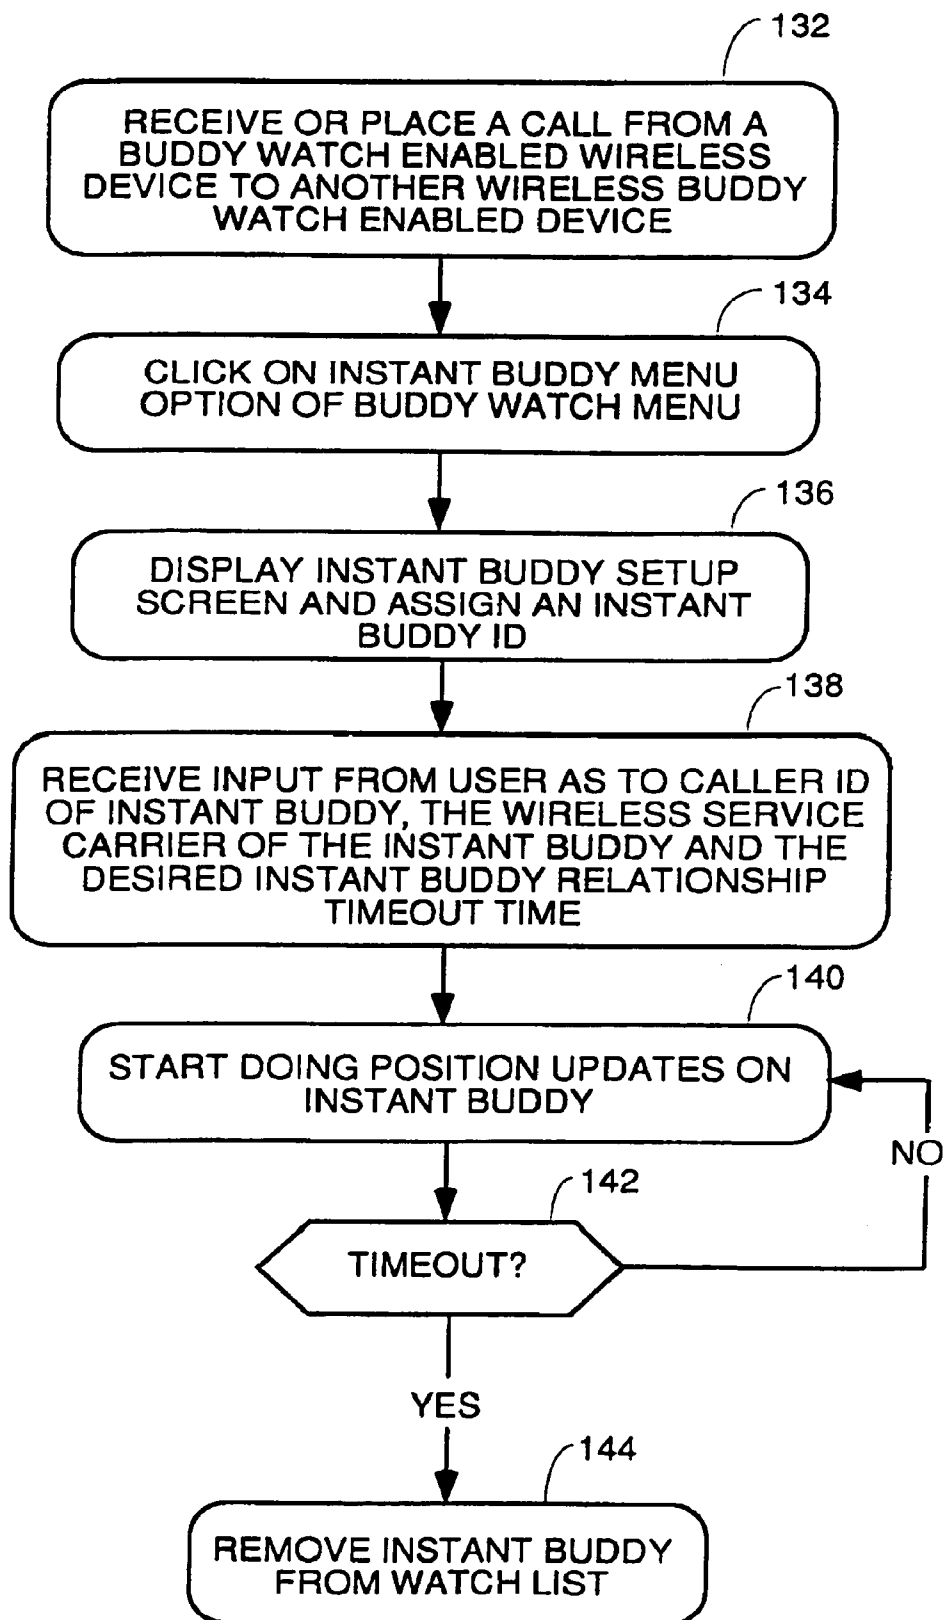 132
RECEIVE OR PLACE A CALL FROM A
BUDDY WATCH ENABLED WIRELESS
DEVICE TO ANOTHER WIRELESS BUDDY
WATCH ENABLED DEVICE
134
CLICK ON INSTANT BUDDY MENU
OPTION OF BUDDY WATCH MENU
136
DISPLAY INSTANT BUDDY SETUP
SCREEN AND ASSIGN AN INSTANT
BUDDY ID
138
RECEIVE INPUT FROM USER AS TO CALLER ID
OF INSTANT BUDDY, THE WIRELESS SERVICE
CARRIER OF THE INSTANT BUDDY AND THE
DESIRED INSTANT BUDDY RELATIONSHIP
TIMEOUT TIME
140
START DOING POSITION UPDATES ON
INSTANT BUDDY
NO
142
TIMEOUT?
YES
144
REMOVE INSTANT BUDDY
FROM WATCH LIST